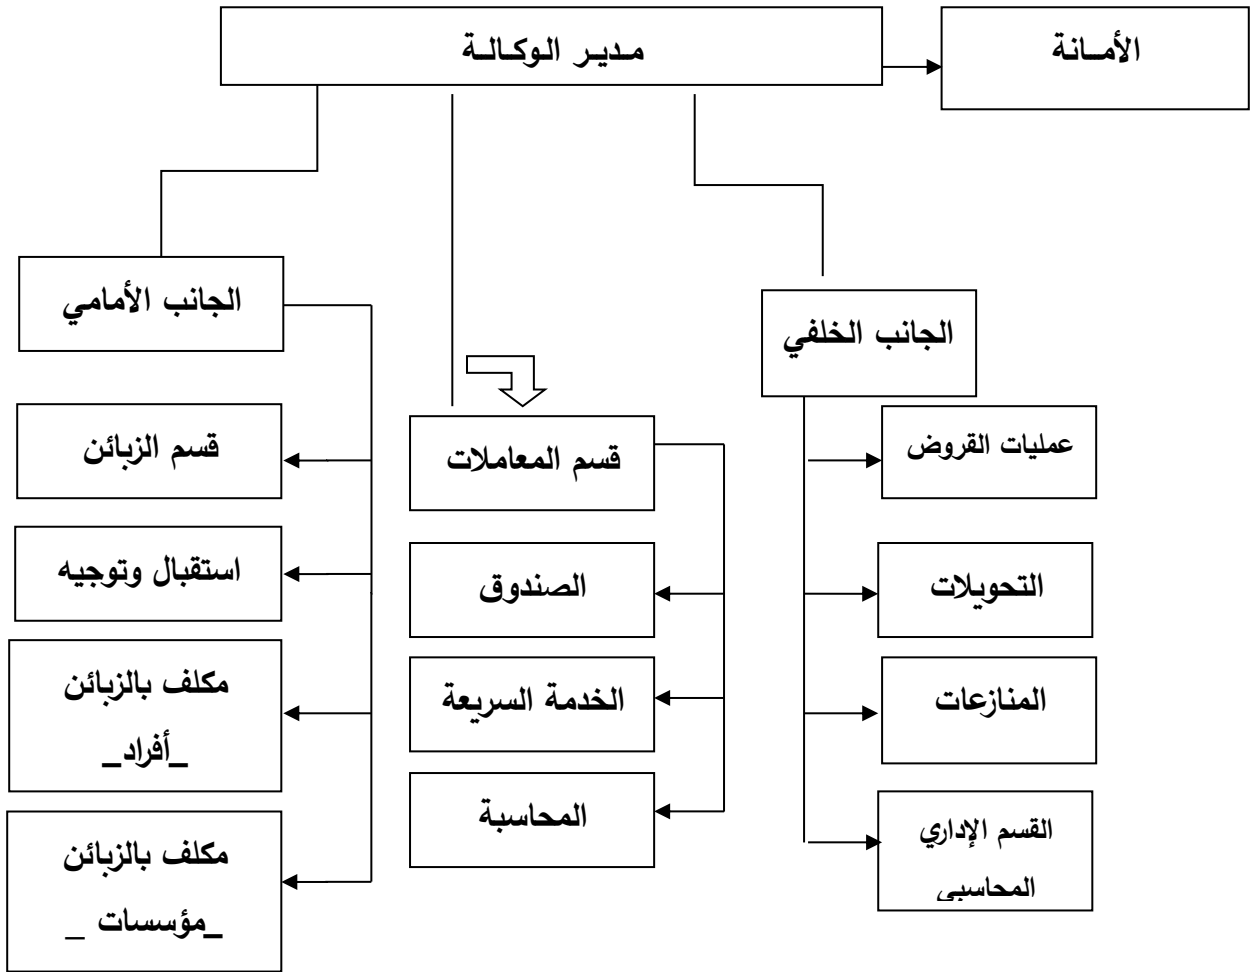 مـديـر الـوكـالـة
الأمـانة
الجانب الأمامي
الجانب الخلفي
قسم الزبائن
قسم المعاملات
عمليات القروض
استقبال وتوجيه
الصندوق
التحويلات
مكلف بالزبائن
_أفراد_
الخدمة السريعة
المنازعات
مكلف بالزبائن
_مؤسسات _
المحاسبة
القسم الإداري
المحاسبي